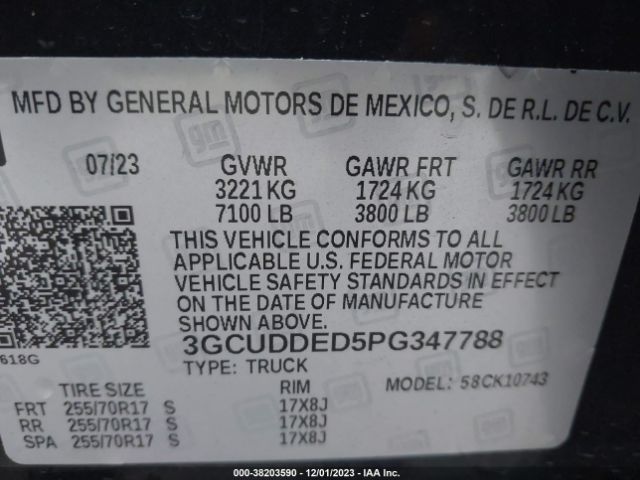 MFD BY GENERAL MOTORS DE MEXICO, S. DE R.L. DE C.V.
07/23 GVWR GAWR FRT GAWR RR
3221 KG 1724 KG 1724 KG
7100 LB 3800 LB 3800 LB
THIS VEHICLE CONFORMS TO ALL
APPLICABLE U.S. FEDERAL MOTOR
VEHICLE SAFETY STANDARDS IN EFFECT
ON THE DATE OF MANUFACTURE
SHOWN ABOVE.
3GCUDDED5PG347788
618G
TYPE: TRUCK MODEL: 58CK10743
TIRE SIZE RIM
FRT 255/70R17 S 17X8J
RR 255/70R17 S 17X8J
SPA 255/70R17 S 17X8J
000-38203590 - 12/01/2023 - IAA Inc.